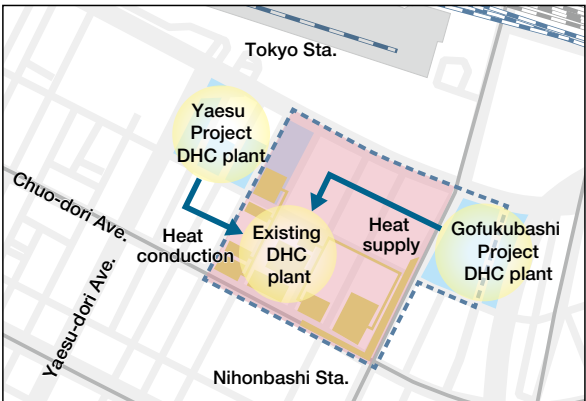 Tokyo Sta.
Yaesu
Project
DHC plant
Chuo-dori Ave.
Yaesu-dori Ave.
Heat
conduction
Existing
DHC
plant
Heat
supply
Gofukubashi
Project
DHC plant
Nihonbashi Sta.